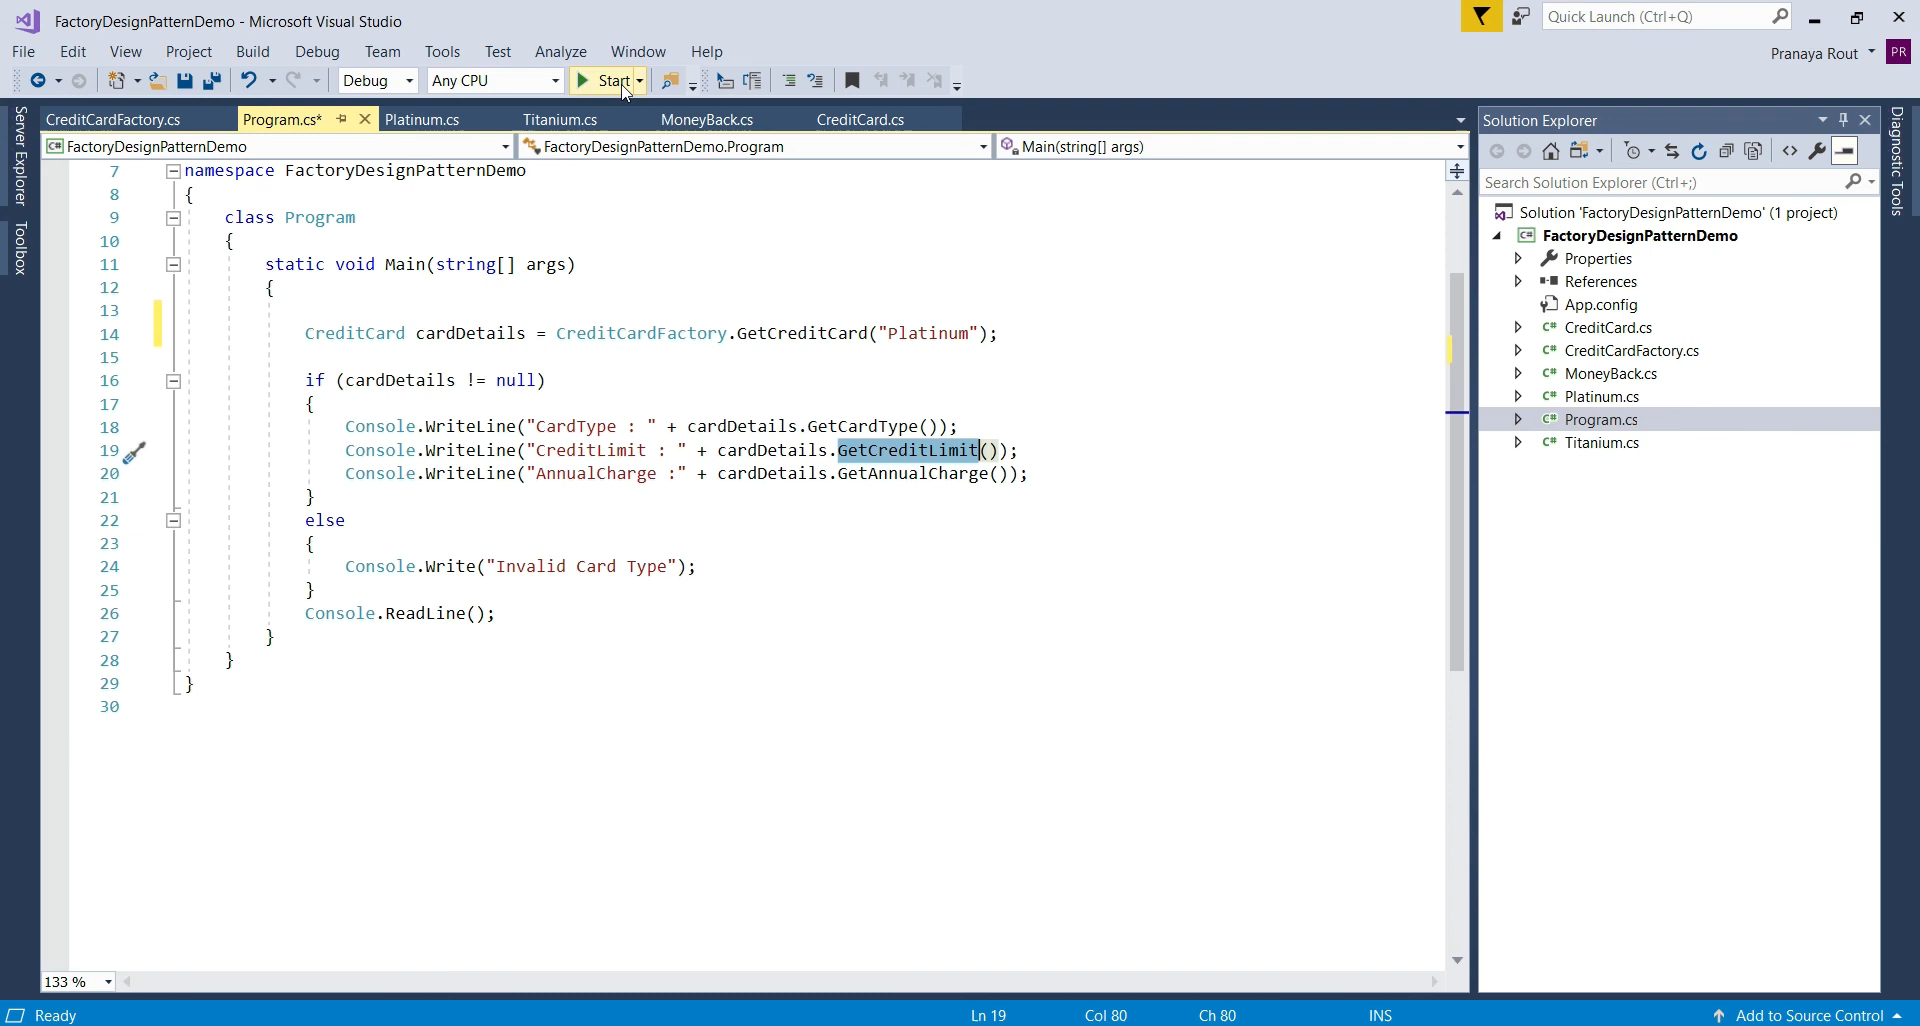 FactoryDesignPatternDemo - Microsoft Visual Studio
Quick Launch (Ctrl+Q)
File Edit View Project Build Debug Team Tools Test Analyze Window Help
Pranaya Rout PR
Debug Any CPU Start
CreditCardFactory.cs Program.cs* Platinum.cs Titanium.cs MoneyBack.cs CreditCard.cs
Solution Explorer
C# FactoryDesignPatternDemo FactoryDesignPatternDemo.Program Main(string[] args)
Server Explorer
Toolbox
Diagnostic Tools
7 namespace FactoryDesignPatternDemo
8 {
9 class Program
10 {
11 static void Main(string[] args)
12 {
13
14 CreditCard cardDetails = CreditCardFactory.GetCreditCard("Platinum");
15
16 if (cardDetails != null)
17 {
18 Console.WriteLine("CardType : " + cardDetails.GetCardType());
19 Console.WriteLine("CreditLimit : " + cardDetails.GetCreditLimit());
20 Console.WriteLine("AnnualCharge :" + cardDetails.GetAnnualCharge());
21 }
22 else
23 {
24 Console.Write("Invalid Card Type");
25 }
26 Console.ReadLine();
27 }
28 }
29 }
30
Search Solution Explorer (Ctrl+;)
Solution 'FactoryDesignPatternDemo' (1 project)
C# FactoryDesignPatternDemo
Properties
References
App.config
C# CreditCard.cs
C# CreditCardFactory.cs
C# MoneyBack.cs
C# Platinum.cs
C# Program.cs
C# Titanium.cs
133 %
Ready Ln 19 Col 80 Ch 80 INS Add to Source Control